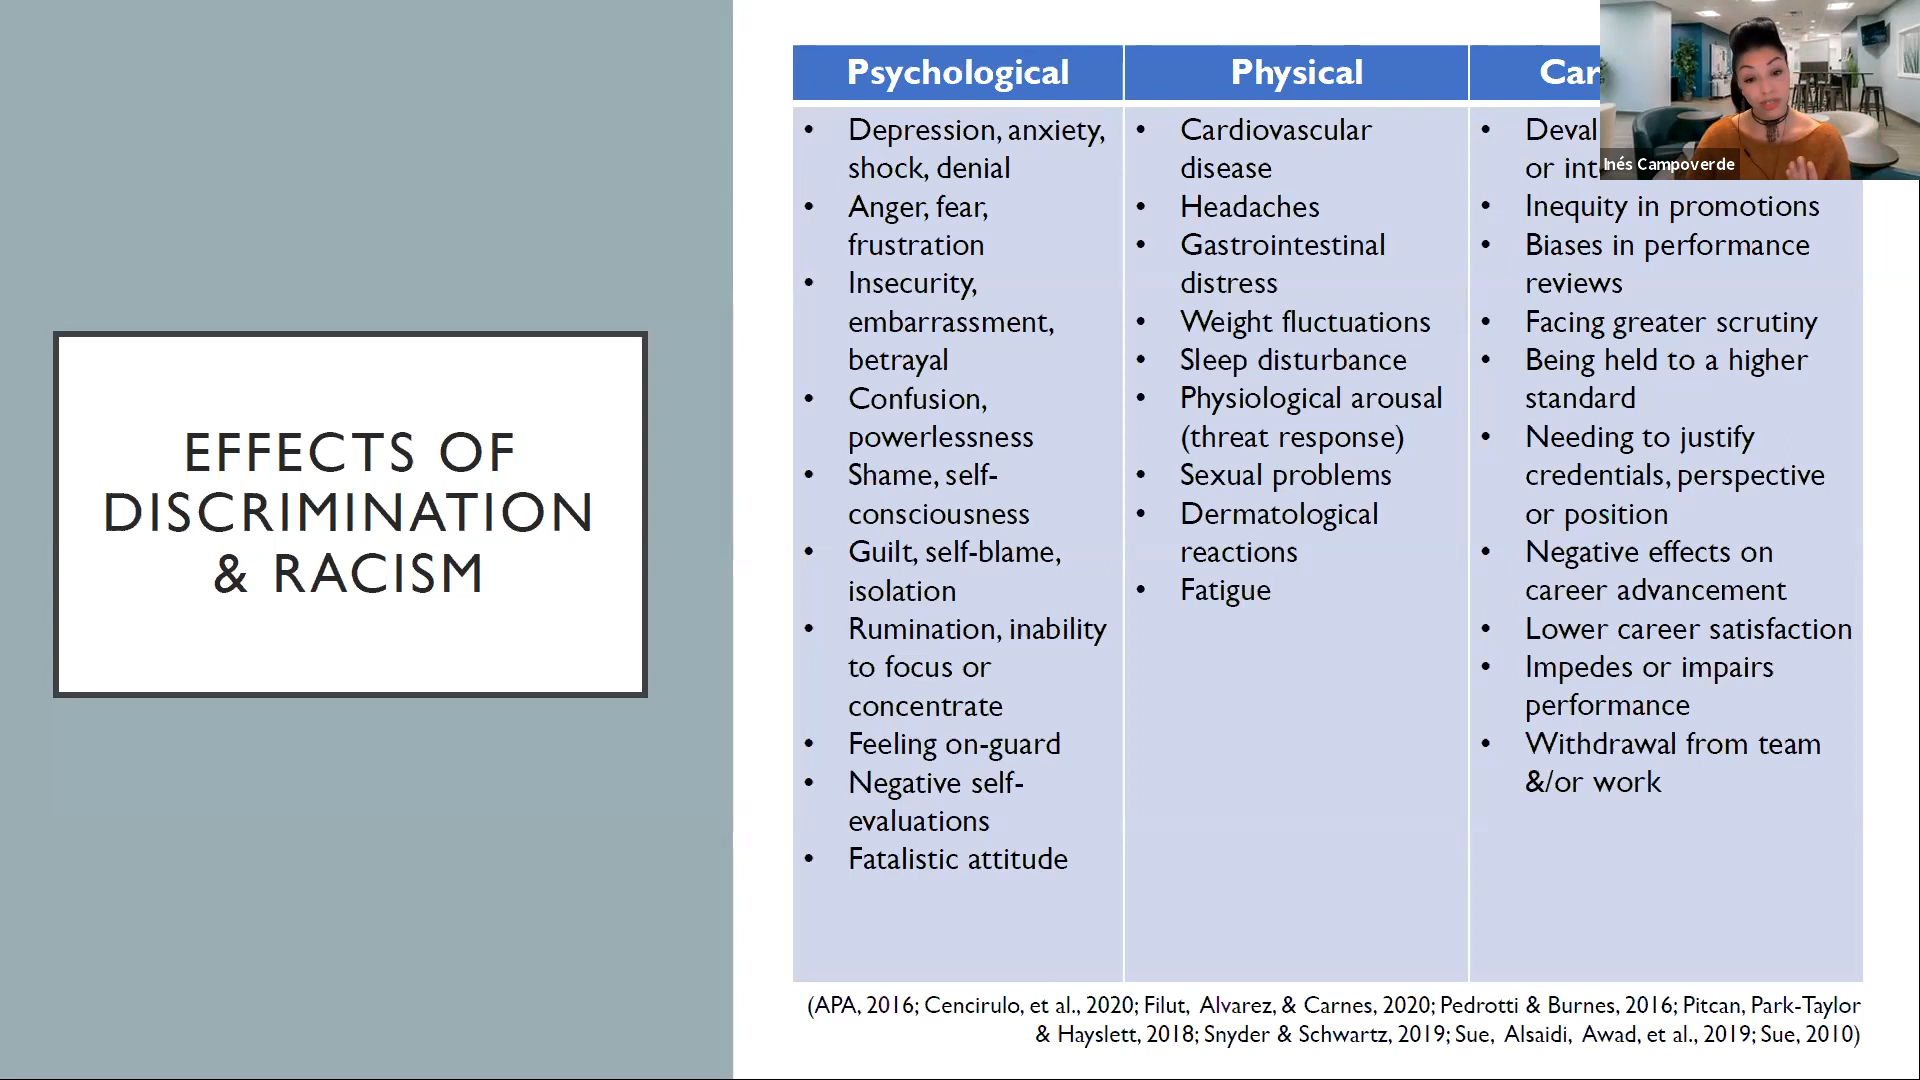 EFFECTS OF
DISCRIMINATION
& RACISM
Psychological
• Depression, anxiety,
shock, denial
• Anger, fear,
frustration
• Insecurity,
embarrassment,
betrayal
• Confusion,
powerlessness
• Shame, self-
consciousness
• Guilt, self-blame,
isolation
• Rumination, inability
to focus or
concentrate
• Feeling on-guard
• Negative self-
evaluations
• Fatalistic attitude
Physical
• Cardiovascular
disease
• Headaches
• Gastrointestinal
distress
• Weight fluctuations
• Sleep disturbance
• Physiological arousal
(threat response)
• Sexual problems
• Dermatological
reactions
• Fatigue
•
or
• Inequity in promotions
• Biases in performance
reviews
• Facing greater scrutiny
• Being held to a higher
standard
• Needing to justify
credentials, perspective
or position
• Negative effects on
career advancement
• Lower career satisfaction
• Impedes or impairs
performance
• Withdrawal from team
&/or work
Inés Campoverde
(APA, 2016; Cencirulo, et al., 2020; Filut, Alvarez, & Carnes, 2020; Pedrotti & Burnes, 2016; Pitcan, Park-Taylor
& Hayslett, 2018; Snyder & Schwartz, 2019; Sue, Alsaidi, Awad, et al., 2019; Sue, 2010)